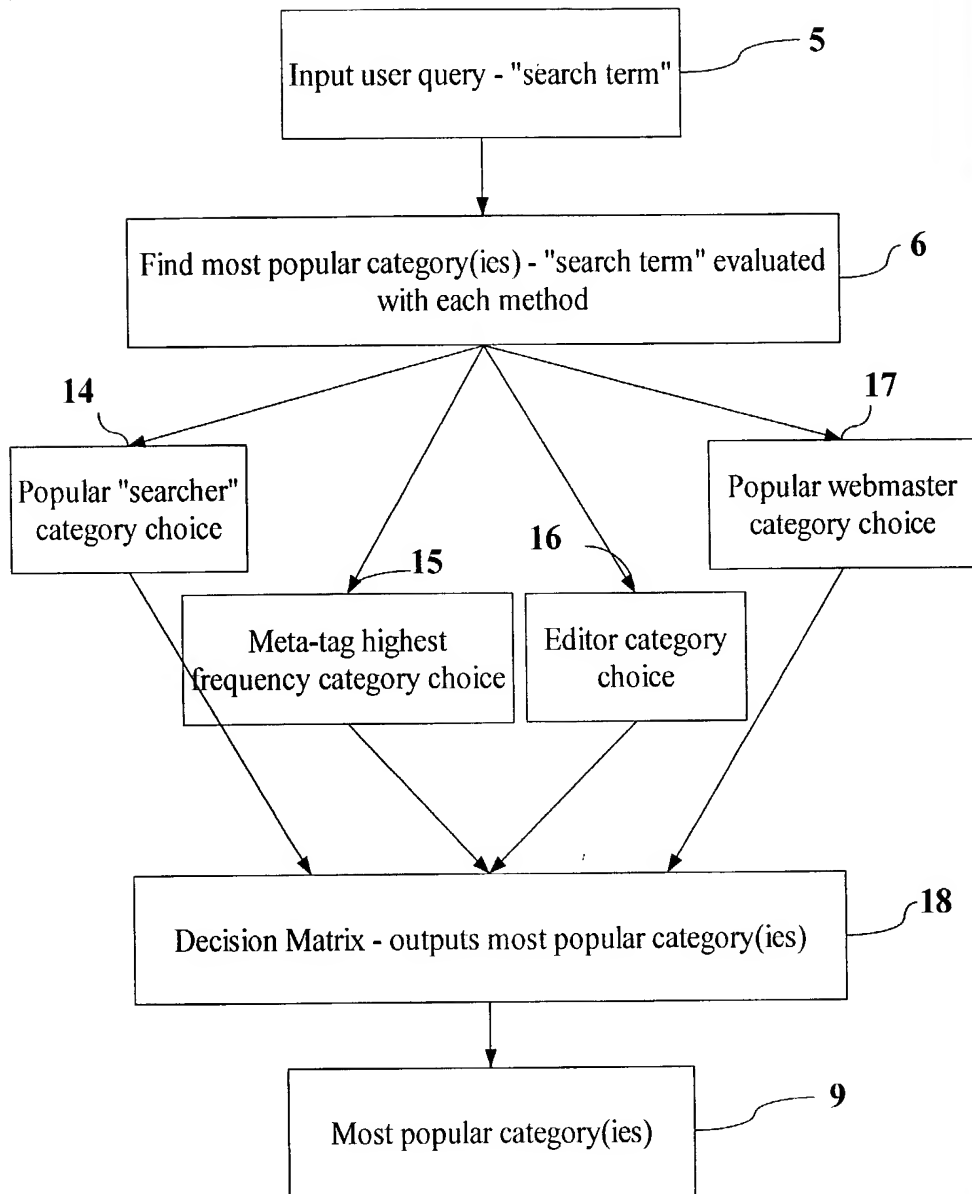 5
Input user query - "search term"
6
Find most popular category(ies) - "search term" evaluated
with each method
14
17
Popular "searcher"
category choice
Popular webmaster
category choice
15
16
Meta-tag highest
frequency category choice
Editor category
choice
18
Decision Matrix - outputs most popular category(ies)
9
Most popular category(ies)